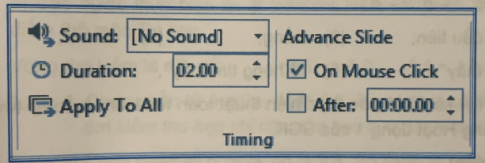 Sound: [No Sound] Advance Slide
Duration: 02.00 On Mouse Click
Apply To All After: 00:00.00
Timing